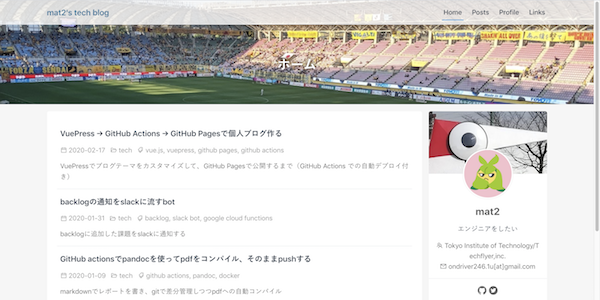 mat2's tech blog
Home Posts Profile Links
ホーム
VuePress → GitHub Actions → GitHub Pagesで個人ブログ作る
2020-02-17 tech vue.js, vuepress, github pages, github actions
VuePressでブログテーマをカスタマイズして、GitHub Pagesで公開するまで（GitHub Actions での自動デプロイ付
き）
backlogの通知をslackに流すbot
2020-01-31 tech backlog, slack bot, google cloud functions
backlogに追加した課題をslackに通知する
GitHub actionsでpandocを使ってpdfをコンパイル、そのままpushする
2020-01-09 tech github actions, pandoc, docker
markdownでレポートを書き、gitで差分管理しつつpdfへの自動コンパイル
mat2
エンジニアをしたい
Tokyo Institute of Technology/T
echflyer,inc.
ondriver246.1u[at]gmail.com